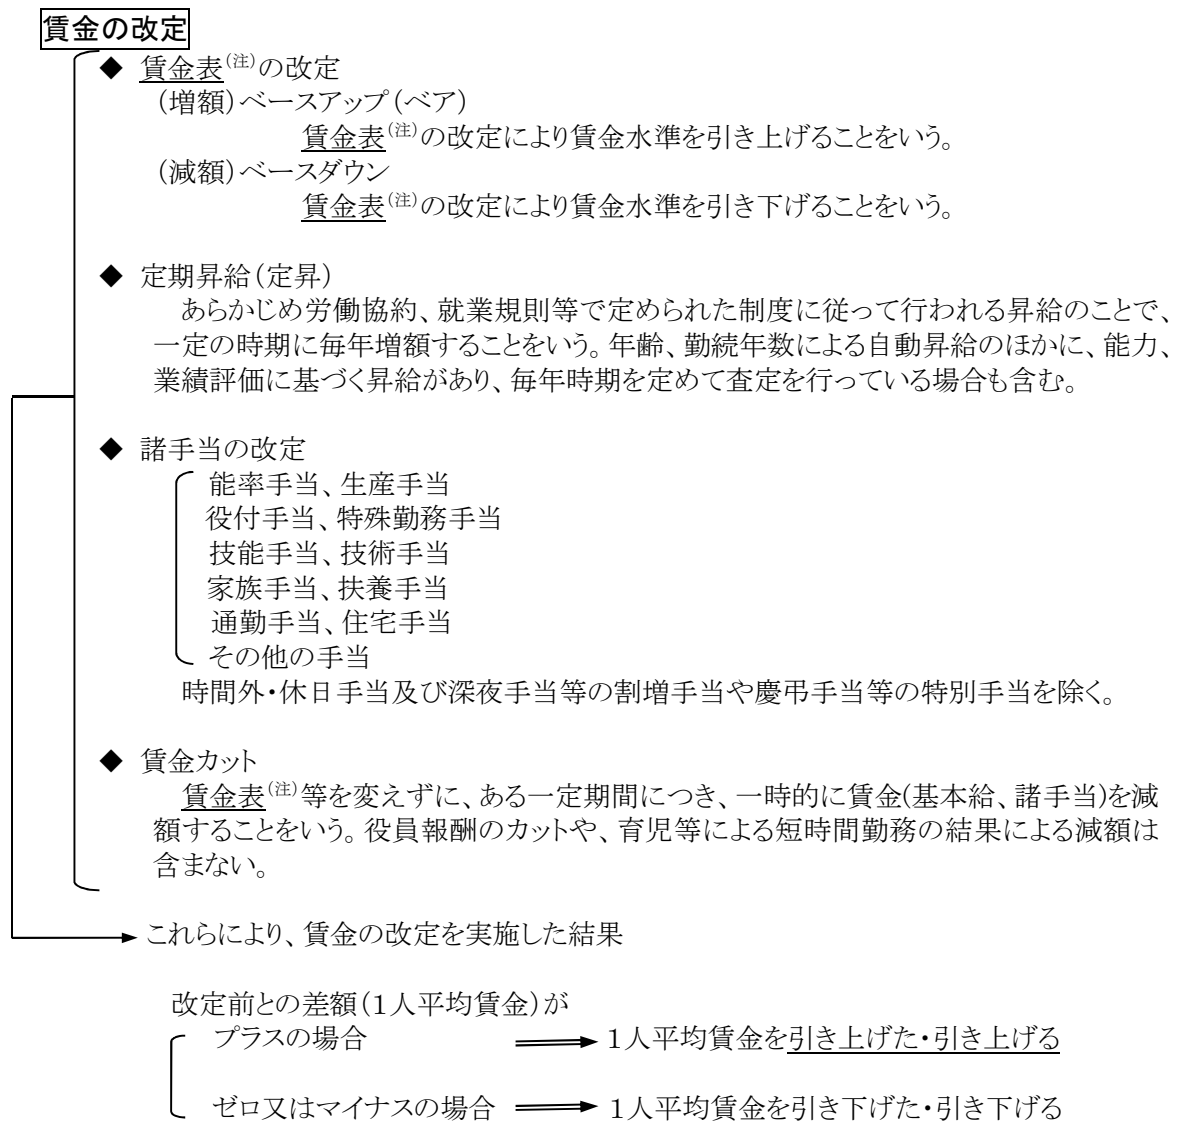 賃金の改定
◆ 賃金表(注)の改定
(増額)ベースアップ(ベア)
賃金表(注)の改定により賃金水準を引き上げることをいう。
(減額)ベースダウン
賃金表(注)の改定により賃金水準を引き下げることをいう。
◆ 定期昇給(定昇)
あらかじめ労働協約、就業規則等で定められた制度に従って行われる昇給のことで、
一定の時期に毎年増額することをいう。年齢、勤続年数による自動昇給のほかに、能力、
業績評価に基づく昇給があり、毎年時期を定めて査定を行っている場合も含む。
◆ 諸手当の改定
能率手当、生産手当
役付手当、特殊勤務手当
技能手当、技術手当
家族手当、扶養手当
通勤手当、住宅手当
その他の手当
時間外・休日手当及び深夜手当等の割増手当や慶弔手当等の特別手当を除く。
◆ 賃金カット
賃金表(注)等を変えずに、ある一定期間につき、一時的に賃金(基本給、諸手当)を減
額することをいう。役員報酬のカットや、育児等による短時間勤務の結果による減額は
含まない。
これらにより、賃金の改定を実施した結果
改定前との差額(1人平均賃金)が
プラスの場合 1人平均賃金を引き上げた・引き上げる
ゼロ又はマイナスの場合 1人平均賃金を引き下げた・引き下げる